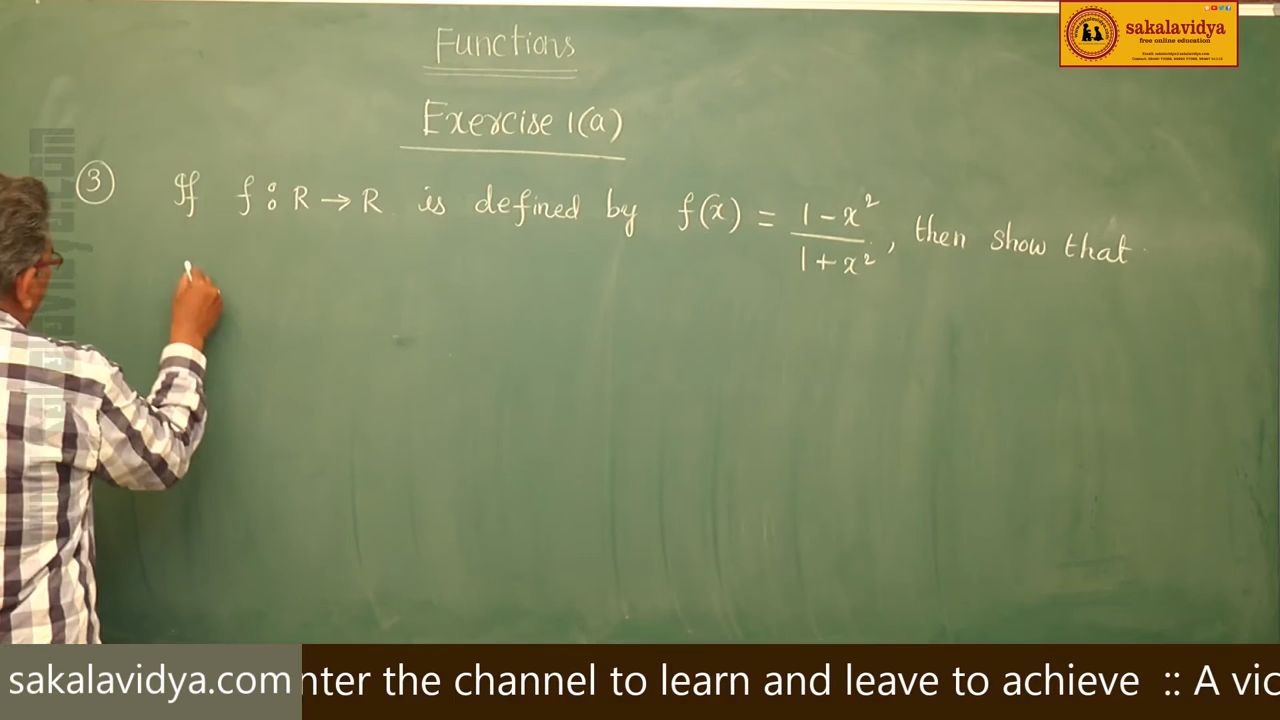 Functions
Exercise 1(a)
3 If f : R → R is defined by f(x) = (1 - x²)/(1 + x²), then show that
sakalavidya
free online education
sakalavidya.com
nter the channel to learn and leave to achieve :: A vic